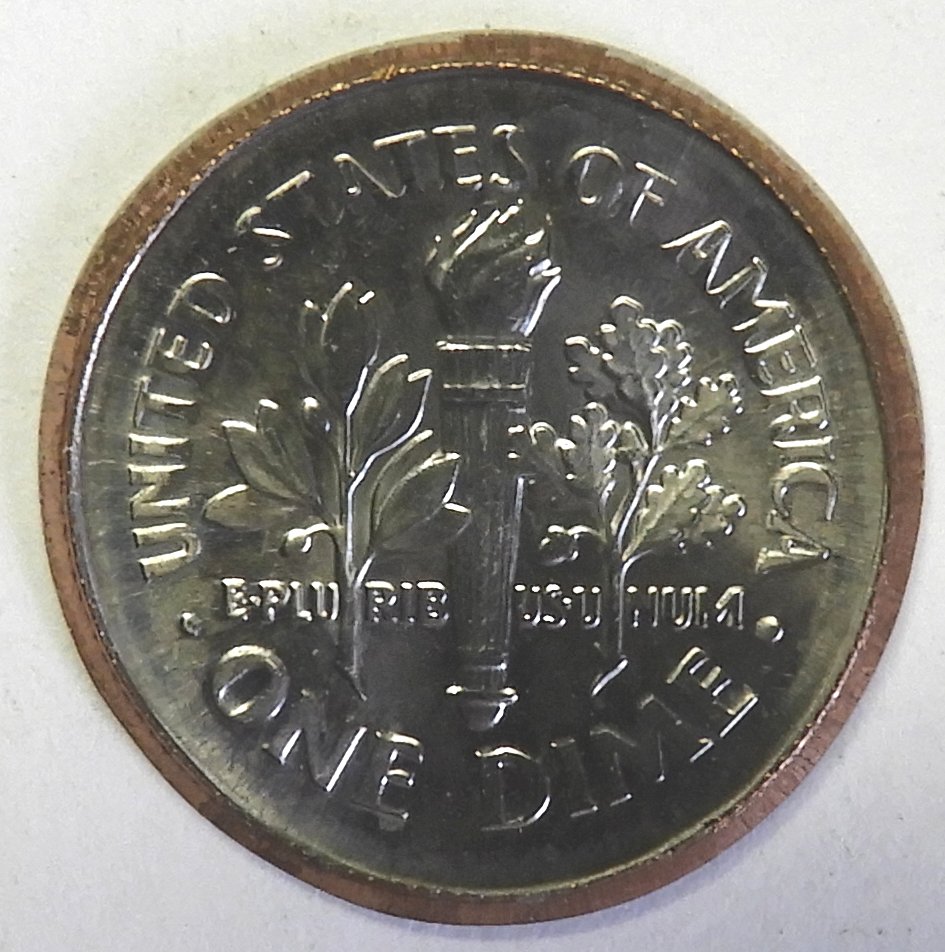 UNITED STATES OF AMERICA
E·PLURIBUS·UNUM
· ONE DIME ·